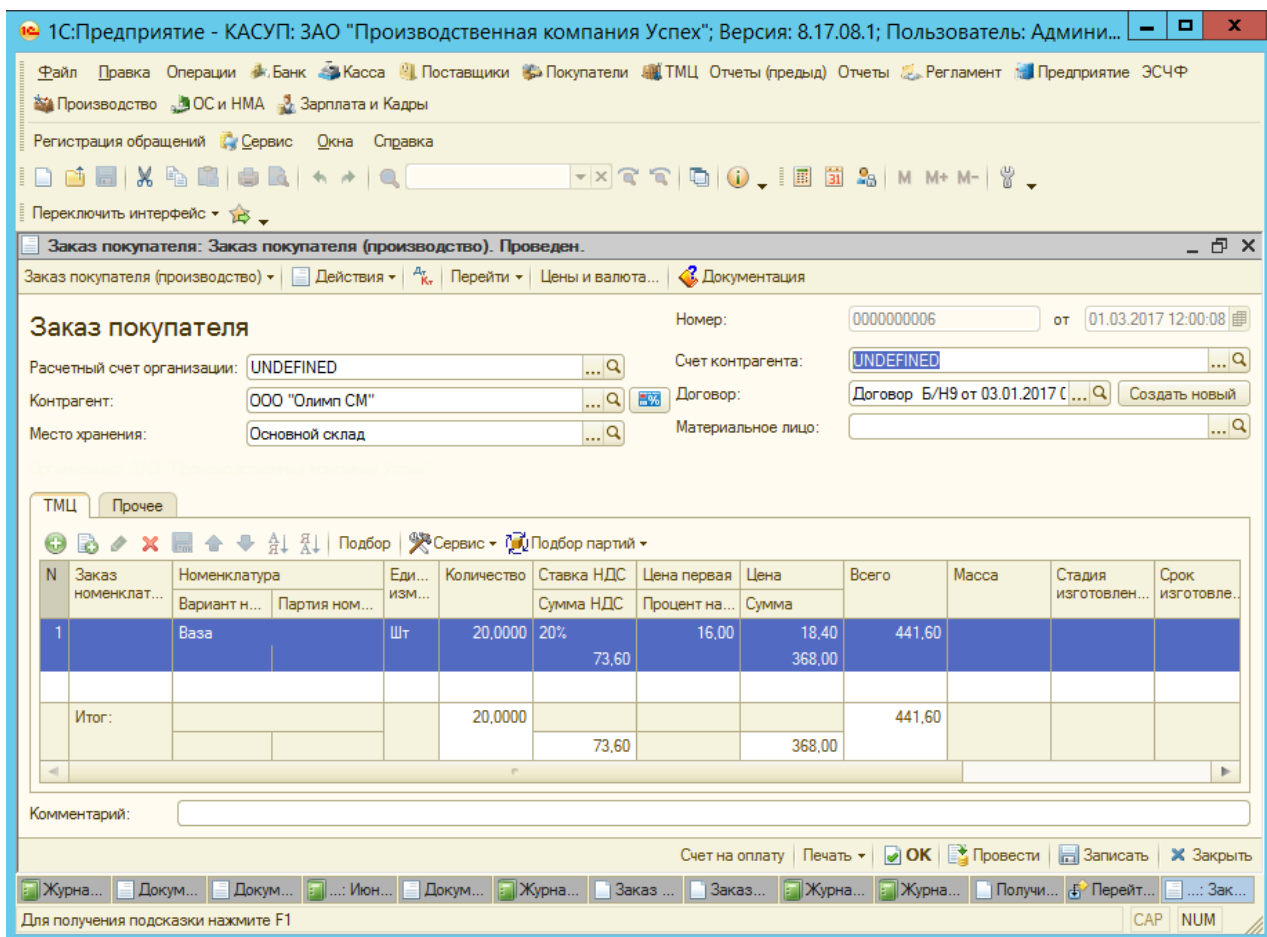 1С:Предприятие - КАСУП: ЗАО "Производственная компания Успех"; Версия: 8.17.08.1; Пользователь: Админи...
Файл Правка Операции Банк Касса Поставщики Покупатели ТМЦ Отчеты (предыд) Отчеты Регламент Предприятие ЭСЧФ
Производство ОС и НМА Зарплата и Кадры
Регистрация обращений Сервис Окна Справка
31 M M+ M-
Переключить интерфейс
Заказ покупателя: Заказ покупателя (производство). Проведен.
Заказ покупателя (производство) Действия Дт Кт Перейти Цены и валюта... Документация
Заказ покупателя Номер: 0000000006 от 01.03.2017 12:00:08
Расчетный счет организации: UNDEFINED ... Счет контрагента: UNDEFINED ...
Контрагент: ООО "Олимп СМ" ... Договор: Договор Б/Н9 от 03.01.2017 ... Создать новый
Место хранения: Основной склад ... Материальное лицо: ...
ТМЦ Прочее
Подбор Сервис Подбор партий
N Заказ номенклат... Номенклатура Еди... изм... Количество Ставка НДС Цена первая Цена Всего Масса Стадия изготовлен... Срок изготовле..
Вариант н... Партия ном... Сумма НДС Процент на... Сумма
1 Ваза Шт 20,0000 20% 16,00 18,40 441,60
73,60 368,00
Итог: 20,0000 441,60
73,60 368,00
Комментарий:
Счет на оплату Печать OK Провести Записать Закрыть
Журна... Докум... Докум... ...: Июн... Докум... Журна... Заказ ... Заказ... Журна... Журна... Получи... Перейт... ...: Зак...
Для получения подсказки нажмите F1 CAP NUM